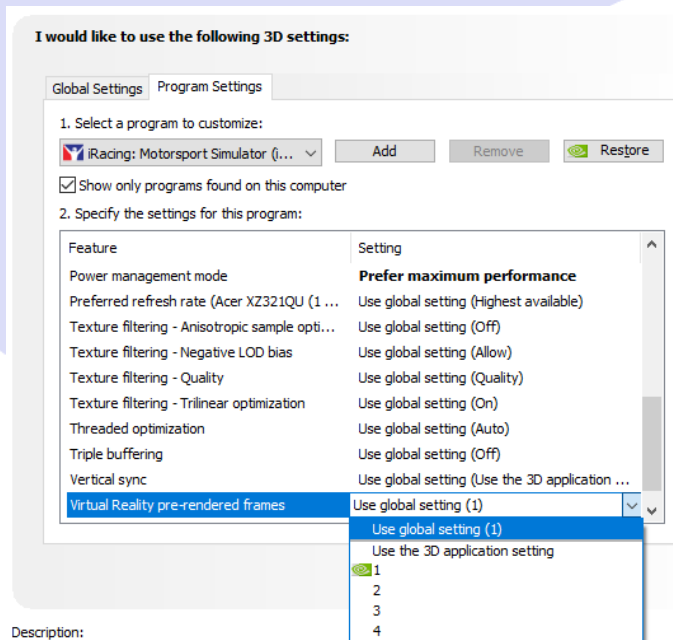 I would like to use the following 3D settings:
Global Settings Program Settings
1. Select a program to customize:
iRacing: Motorsport Simulator (i... Add Remove Restore
Show only programs found on this computer
2. Specify the settings for this program:
Feature Setting
Power management mode Prefer maximum performance
Preferred refresh rate (Acer XZ321QU (1 ... Use global setting (Highest available)
Texture filtering - Anisotropic sample opti... Use global setting (Off)
Texture filtering - Negative LOD bias Use global setting (Allow)
Texture filtering - Quality Use global setting (Quality)
Texture filtering - Trilinear optimization Use global setting (On)
Threaded optimization Use global setting (Auto)
Triple buffering Use global setting (Off)
Vertical sync Use global setting (Use the 3D application ...
Virtual Reality pre-rendered frames Use global setting (1)
Use global setting (1)
Use the 3D application setting
1
2
3
4
Description: